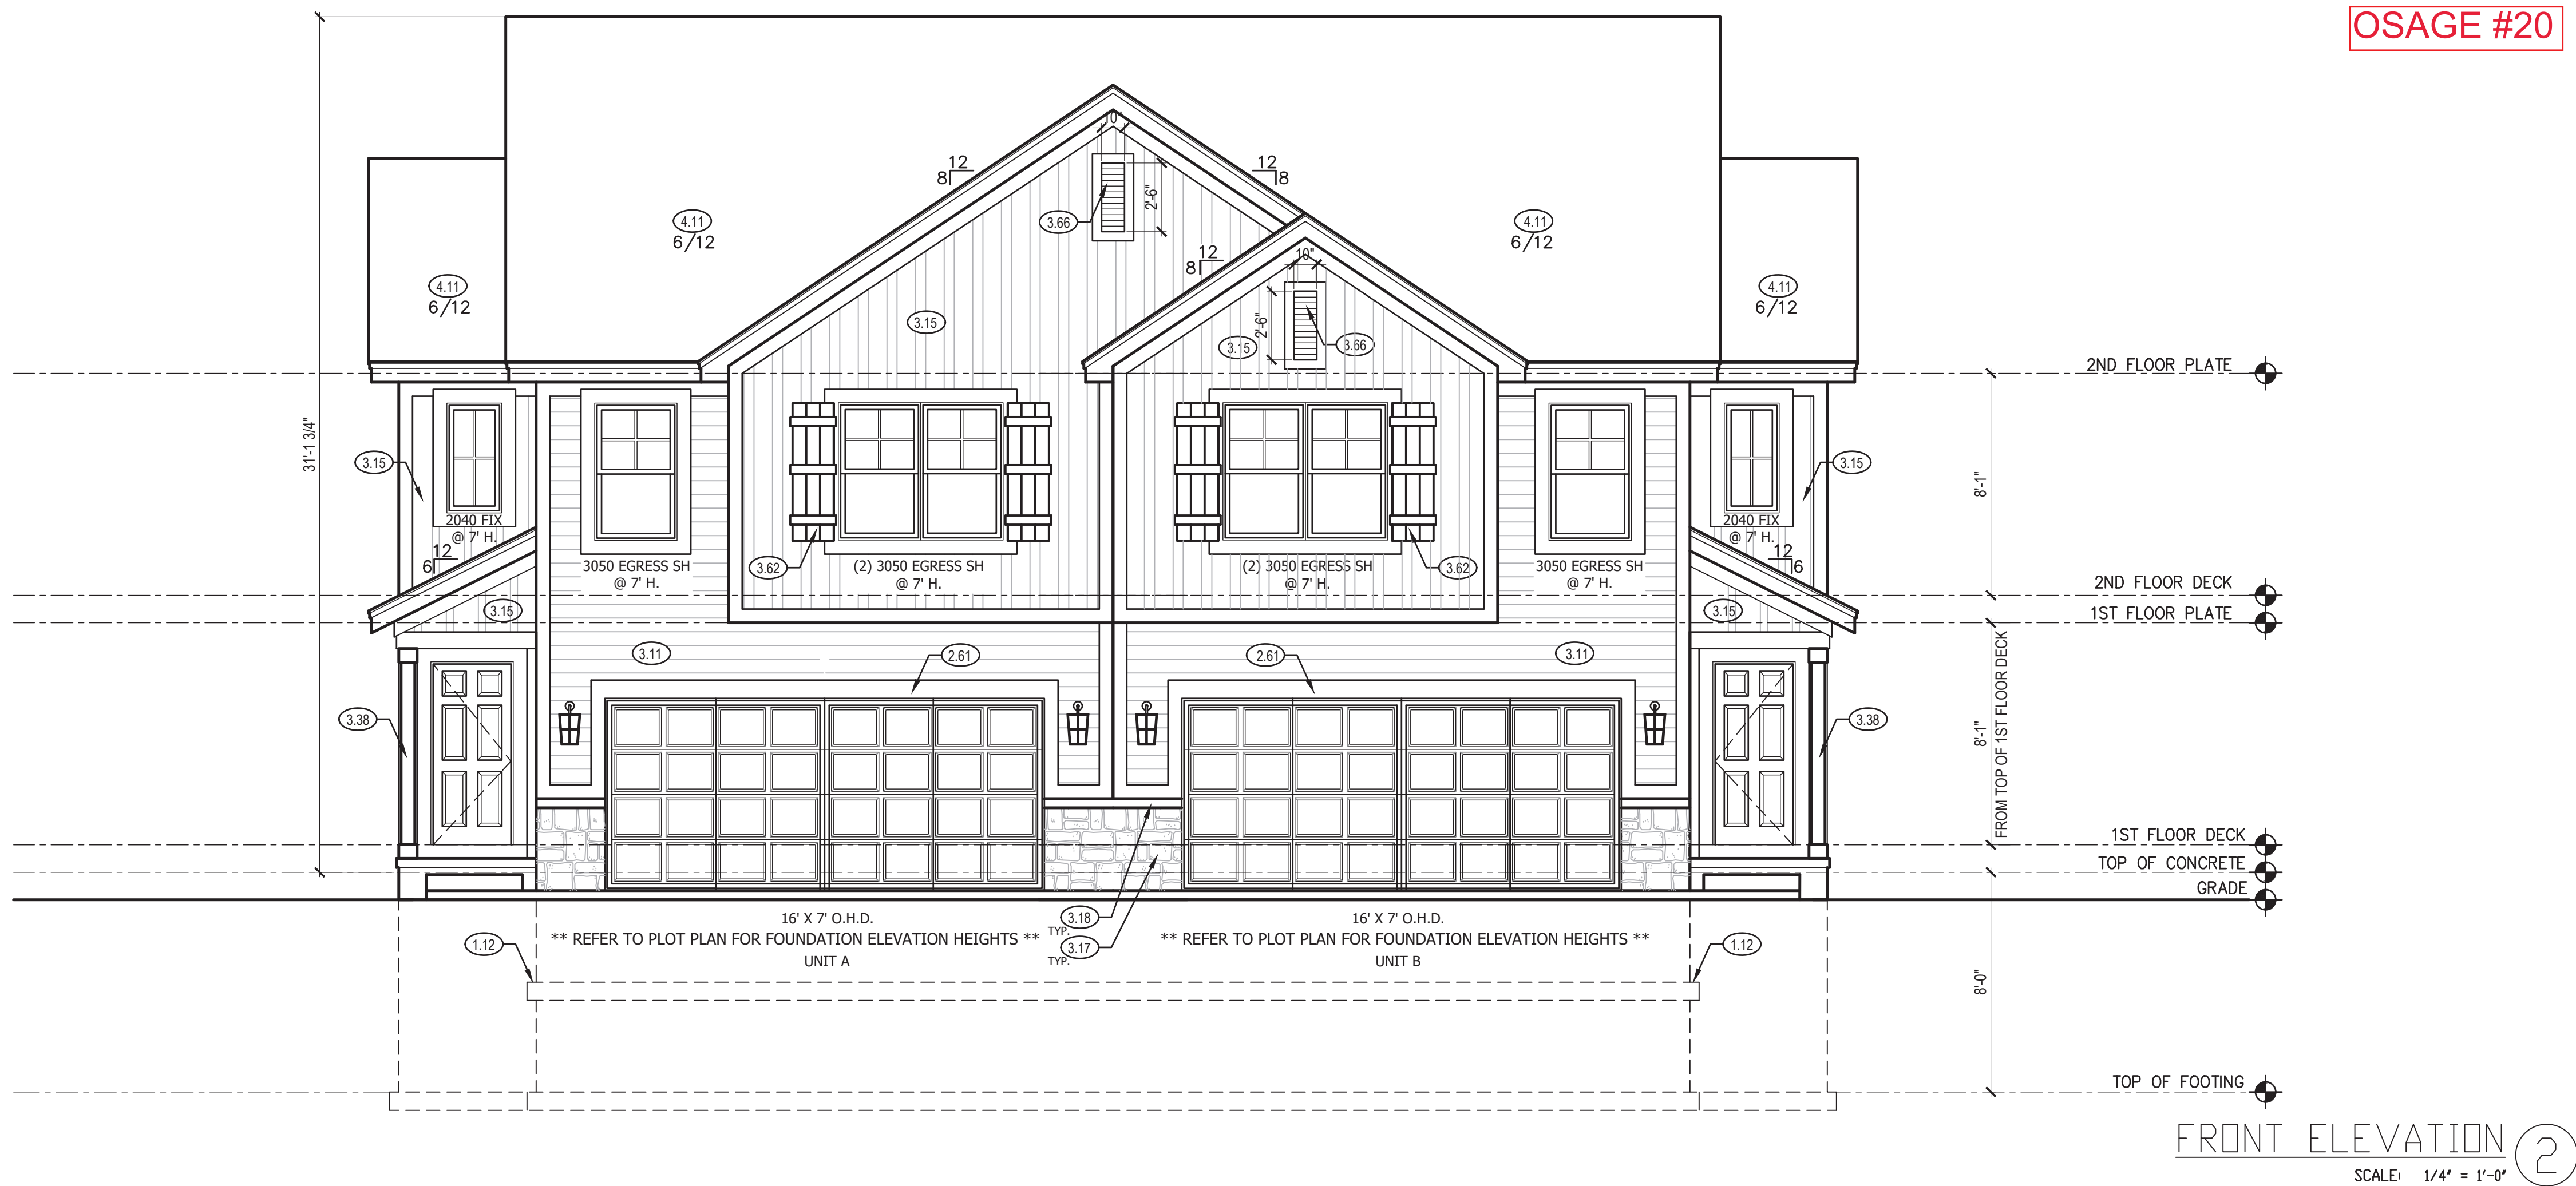 OSAGE #20
10"
12
8
12
8
2'-6"
3.66
4.11
6/12
4.11
6/12
12
8
10"
4.11
6/12
4.11
6/12
3.15
2'-6"
3.15
3.66
2ND FLOOR PLATE
31'-1 3/4"
3.15
3.15
8'-1"
2040 FIX
@ 7' H.
2040 FIX
@ 7' H.
12
6
12
6
3050 EGRESS SH
@ 7' H.
3.62
(2) 3050 EGRESS SH
@ 7' H.
(2) 3050 EGRESS SH
@ 7' H.
3.62
3050 EGRESS SH
@ 7' H.
2ND FLOOR DECK
3.15
3.15
1ST FLOOR PLATE
3.11
2.61
2.61
3.11
3.38
3.38
8'-1"
FROM TOP OF 1ST FLOOR DECK
1ST FLOOR DECK
TOP OF CONCRETE
GRADE
16' X 7' O.H.D.
3.18
TYP.
16' X 7' O.H.D.
1.12
** REFER TO PLOT PLAN FOR FOUNDATION ELEVATION HEIGHTS **
3.17
TYP.
** REFER TO PLOT PLAN FOR FOUNDATION ELEVATION HEIGHTS **
1.12
UNIT A
UNIT B
8'-0"
TOP OF FOOTING
FRONT ELEVATION
2
SCALE: 1/4" = 1'-0"